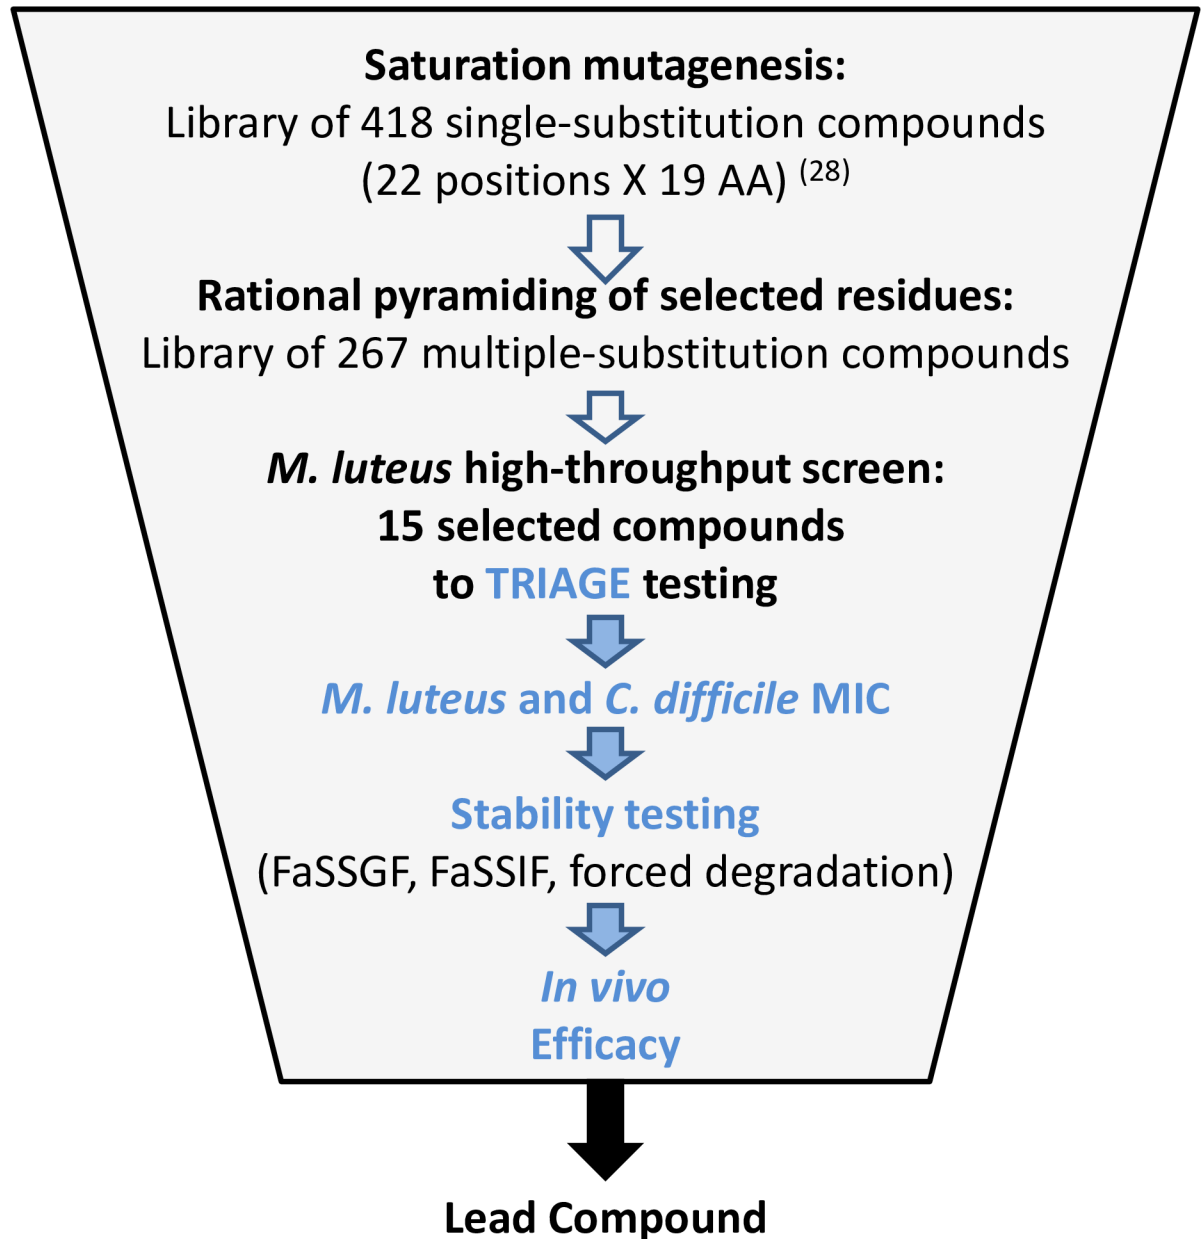 Saturation mutagenesis:
Library of 418 single-substitution compounds
(22 positions X 19 AA) (28)
Rational pyramiding of selected residues:
Library of 267 multiple-substitution compounds
M. luteus high-throughput screen:
15 selected compounds
to TRIAGE testing
M. luteus and C. difficile MIC
Stability testing
(FaSSGF, FaSSIF, forced degradation)
In vivo
Efficacy
Lead Compound